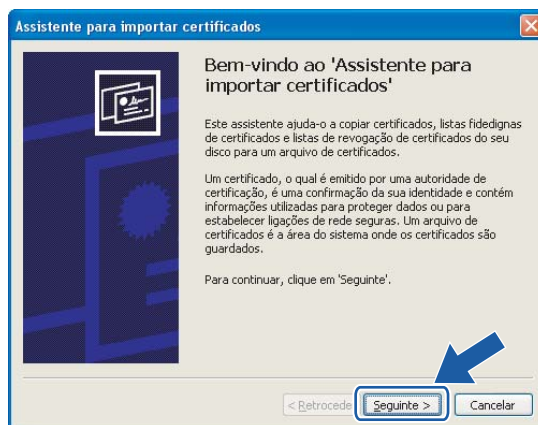 Assistente para importar certificados
Bem-vindo ao 'Assistente para
importar certificados'
Este assistente ajuda-o a copiar certificados, listas fidedignas
de certificados e listas de revogação de certificados do seu
disco para um arquivo de certificados.
Um certificado, o qual é emitido por uma autoridade de
certificação, é uma confirmação da sua identidade e contém
informações utilizadas para proteger dados ou para
estabelecer ligações de rede seguras. Um arquivo de
certificados é a área do sistema onde os certificados são
guardados.
Para continuar, clique em 'Seguinte'.
< Retrocede
Seguinte >
Cancelar